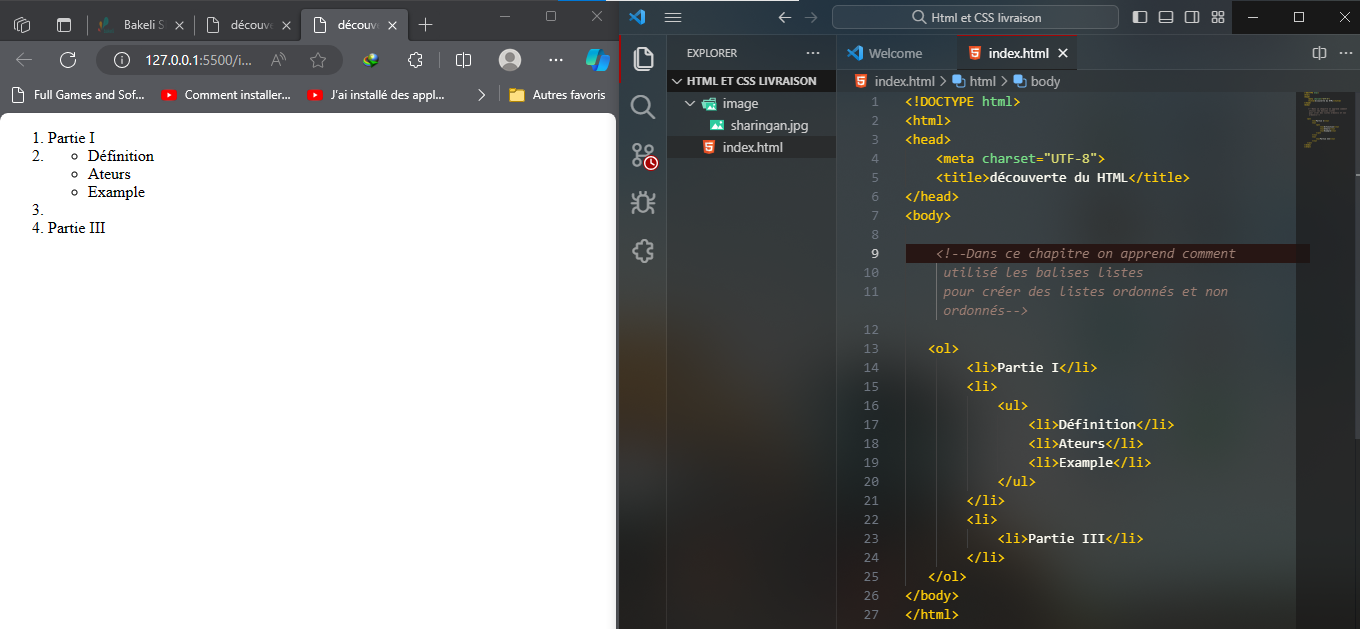 Bakeli S
découve
découve
127.0.0.1:5500/i...
Full Games and Sof...
Comment installer...
J'ai installé des appl...
Autres favoris
1. Partie I
2. Définition
Ateurs
Example
3.
4. Partie III
Html et CSS livraison
EXPLORER
HTML ET CSS LIVRAISON
image
sharingan.jpg
index.html
Welcome
index.html
index.html > html > body
1 <!DOCTYPE html>
2 <html>
3 <head>
4 <meta charset="UTF-8">
5 <title>découverte du HTML</title>
6 </head>
7 <body>
8
9 <!--Dans ce chapitre on apprend comment
10 utilisé les balises listes
11 pour créer des listes ordonnés et non
ordonnés-->
12
13 <ol>
14 <li>Partie I</li>
15 <li>
16 <ul>
17 <li>Définition</li>
18 <li>Ateurs</li>
19 <li>Example</li>
20 </ul>
21 </li>
22 <li>
23 <li>Partie III</li>
24 </li>
25 </ol>
26 </body>
27 </html>